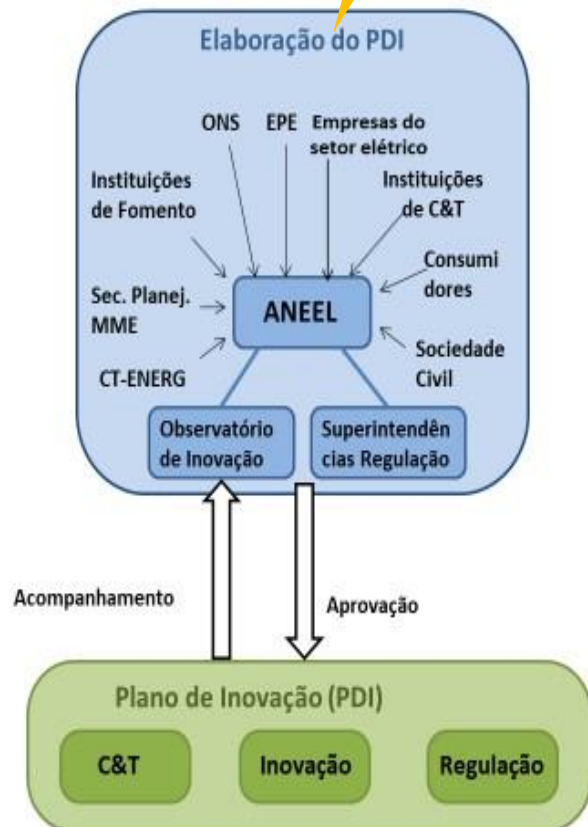 Elaboração do PDI
ONS
EPE
Empresas do
setor elétrico
Instituições
de Fomento
Instituições
de C&T
Consumi
dores
Sec. Planej.
MME
ANEEL
CT-ENERG
Sociedade
Civil
Observatório
de Inovação
Superintendên
cias Regulação
Acompanhamento
Aprovação
Plano de Inovação (PDI)
C&T
Inovação
Regulação